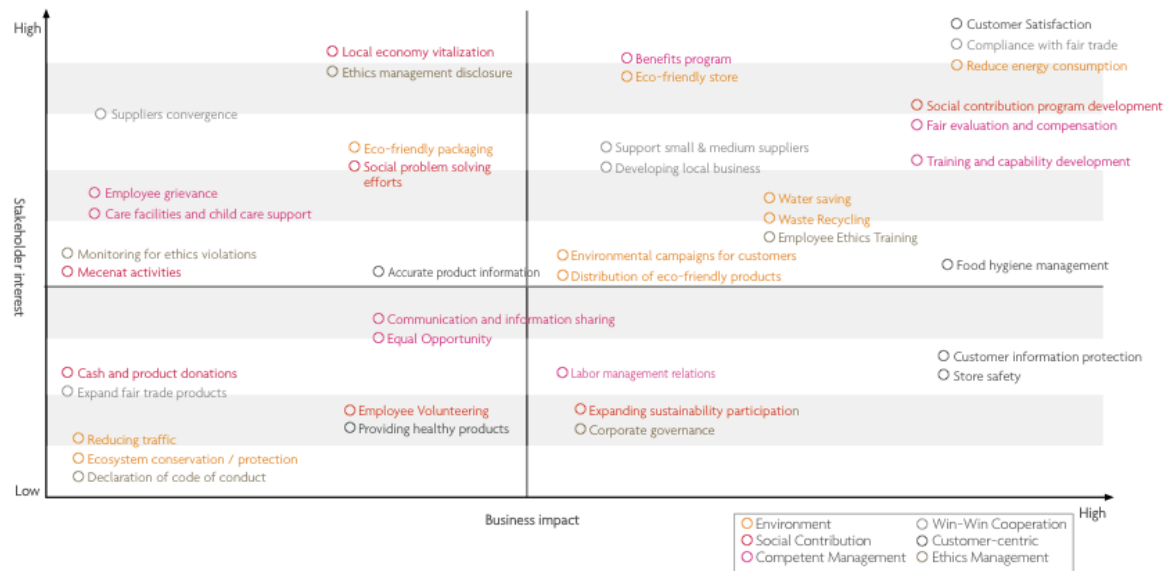 High
Customer Satisfaction
Compliance with fair trade
Reduce energy consumption
Local economy vitalization
Ethics management disclosure
Benefits program
Eco-friendly store
Suppliers convergence
Social contribution program development
Fair evaluation and compensation
Eco-friendly packaging
Social problem solving
efforts
Support small & medium suppliers
Developing local business
Training and capability development
Employee grievance
Care facilities and child care support
Water saving
Waste Recycling
Employee Ethics Training
Stakeholder interest
Monitoring for ethics violations
Mecenat activities
Accurate product information
Environmental campaigns for customers
Distribution of eco-friendly products
Food hygiene management
Communication and information sharing
Equal Opportunity
Customer information protection
Store safety
Cash and product donations
Expand fair trade products
Labor management relations
Employee Volunteering
Providing healthy products
Expanding sustainability participation
Corporate governance
Reducing traffic
Ecosystem conservation / protection
Declaration of code of conduct
Low
Business impact
High
Environment
Win-Win Cooperation
Social Contribution
Customer-centric
Competent Management
Ethics Management